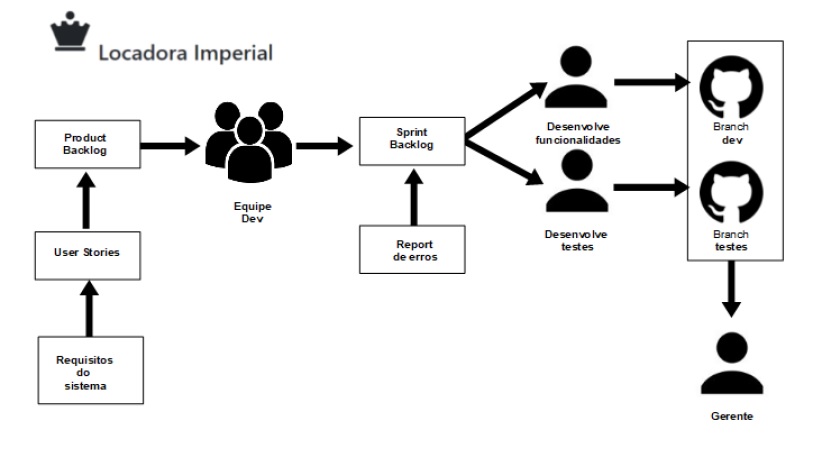 Locadora Imperial
Product
Backlog
Equipe
Dev
Sprint
Backlog
Desenvolve
funcionalidades
Branch
dev
User Stories
Report
de erros
Desenvolve
testes
Branch
testes
Requisitos
do
sistema
Gerente